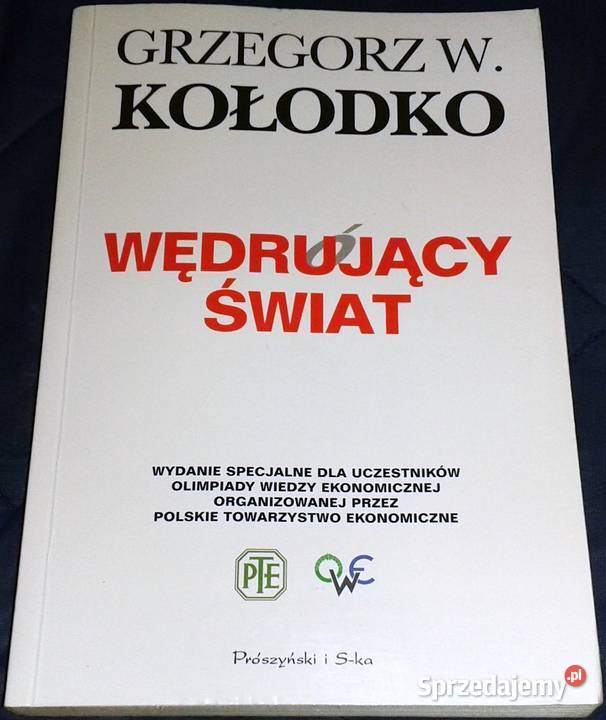 GRZEGORZ W.
KOŁODKO
ó
WĘDRUJĄCY
ŚWIAT
WYDANIE SPECJALNE DLA UCZESTNIKÓW
OLIMPIADY WIEDZY EKONOMICZNEJ
ORGANIZOWANEJ PRZEZ
POLSKIE TOWARZYSTWO EKONOMICZNE
PTE OWE
Prószyński i S-ka
Sprzedajemy.pl